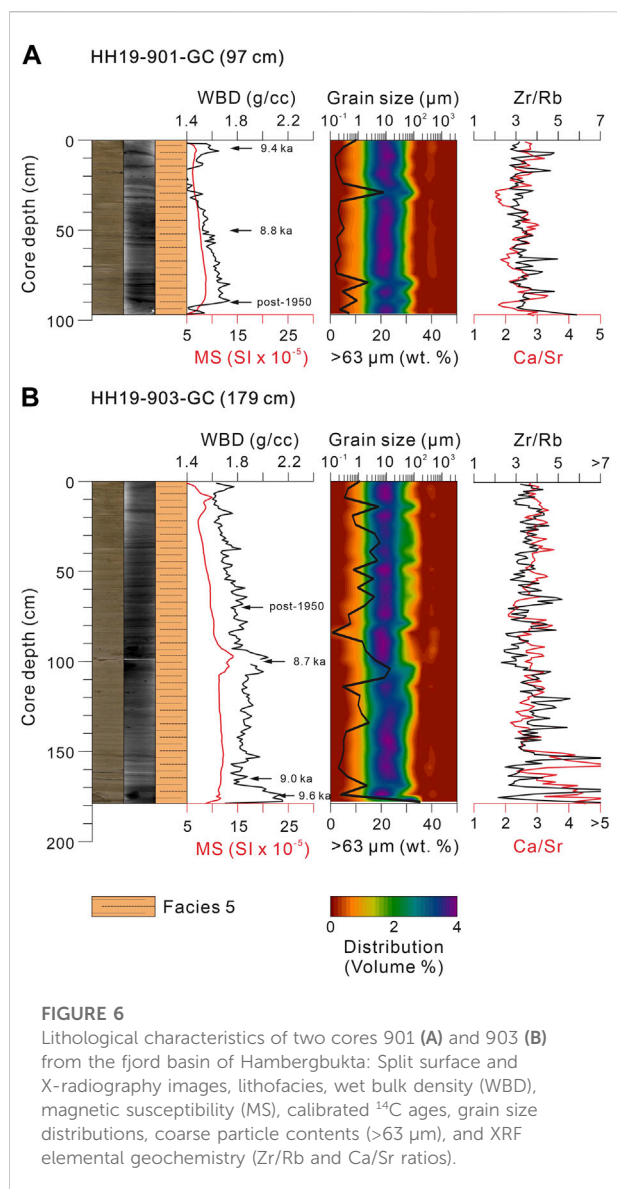 A HH19-901-GC (97 cm)
WBD (g/cc) Grain size (µm) Zr/Rb
1.4 1.8 2.2 10⁻¹ 1 10 10² 10³ 1 3 5 7
Core depth (cm)
0
50
100
9.4 ka
8.8 ka
post-1950
5 15 25 0 20 40 1 2 3 4 5
MS (SI x 10⁻⁵) >63 µm (wt. %) Ca/Sr
B HH19-903-GC (179 cm)
WBD (g/cc) Grain size (µm) Zr/Rb
1.4 1.8 2.2 10⁻¹ 1 10 10² 10³ 1 3 5 >7
Core depth (cm)
0
50
100
150
200
post-1950
8.7 ka
9.0 ka
9.6 ka
5 15 25 0 20 40 1 2 3 4 >5
MS (SI x 10⁻⁵) >63 µm (wt. %) Ca/Sr
Facies 5
0 2 4
Distribution
(Volume %)
FIGURE 6
Lithological characteristics of two cores 901 (A) and 903 (B)
from the fjord basin of Hambergbukta: Split surface and
X-radiography images, lithofacies, wet bulk density (WBD),
magnetic susceptibility (MS), calibrated ¹⁴C ages, grain size
distributions, coarse particle contents (>63 µm), and XRF
elemental geochemistry (Zr/Rb and Ca/Sr ratios).